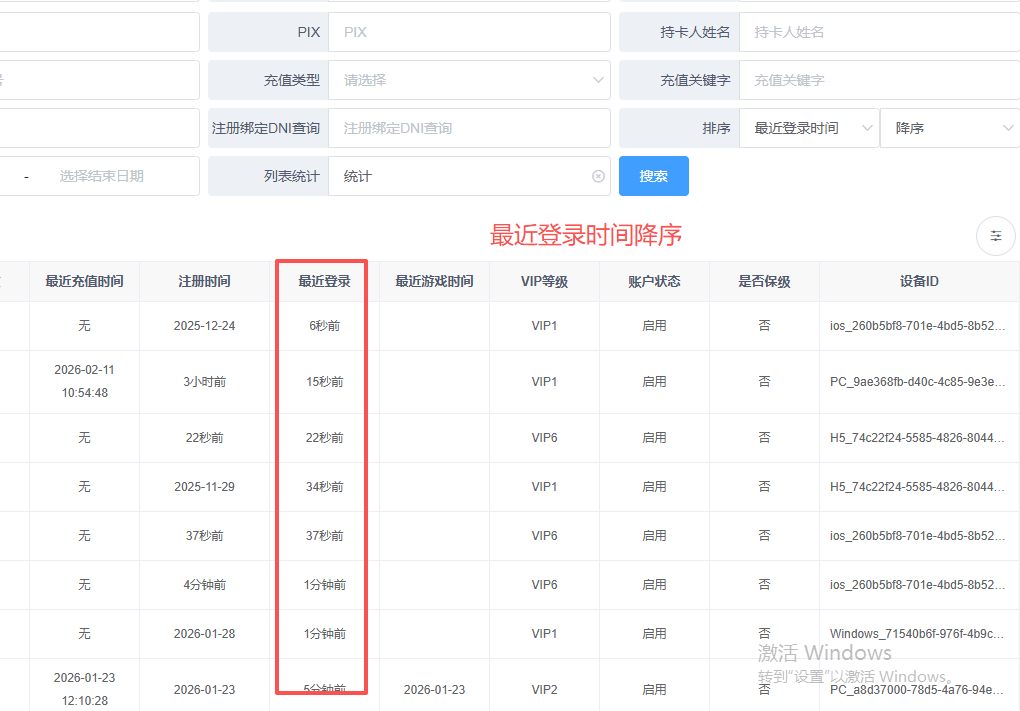 PIX PIX 持卡人姓名 持卡人姓名
充值类型 请选择 充值关键字 充值关键字
注册绑定DNI查询 注册绑定DNI查询 排序 最近登录时间 降序
- 选择结束日期 列表统计 统计 搜索
最近登录时间降序
最近充值时间 注册时间 最近登录 最近游戏时间 VIP等级 账户状态 是否保级 设备ID
无 2025-12-24 6秒前 VIP1 启用 否 ios_260b5bf8-701e-4bd5-8b52...
2026-02-11
10:54:48 3小时前 15秒前 VIP1 启用 否 PC_9ae368fb-d40c-4c85-9e3e...
无 22秒前 22秒前 VIP6 启用 否 H5_74c22f24-5585-4826-8044...
无 2025-11-29 34秒前 VIP1 启用 否 H5_74c22f24-5585-4826-8044...
无 37秒前 37秒前 VIP6 启用 否 ios_260b5bf8-701e-4bd5-8b52...
无 4分钟前 1分钟前 VIP6 启用 否 ios_260b5bf8-701e-4bd5-8b52...
无 2026-01-28 1分钟前 VIP1 启用 否 Windows_71540b6f-976f-4b9c...
激活 Windows
转到"设置"以激活 Windows。
2026-01-23
12:10:28 2026-01-23 5分钟前 2026-01-23 VIP2 启用 否 PC_a8d37000-78d5-4a76-94e...